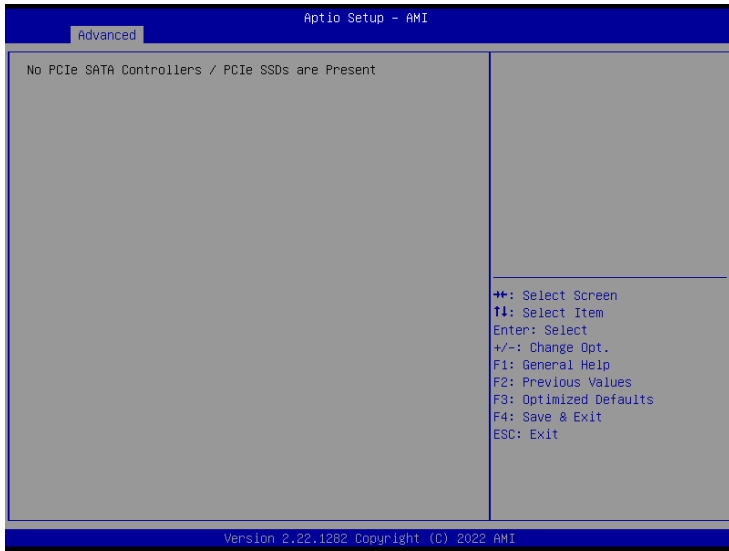 Aptio Setup – AMI
Advanced
No PCIe SATA Controllers / PCIe SSDs are Present
→←: Select Screen
↑↓: Select Item
Enter: Select
+/-: Change Opt.
F1: General Help
F2: Previous Values
F3: Optimized Defaults
F4: Save & Exit
ESC: Exit
Version 2.22.1282 Copyright (C) 2022 AMI